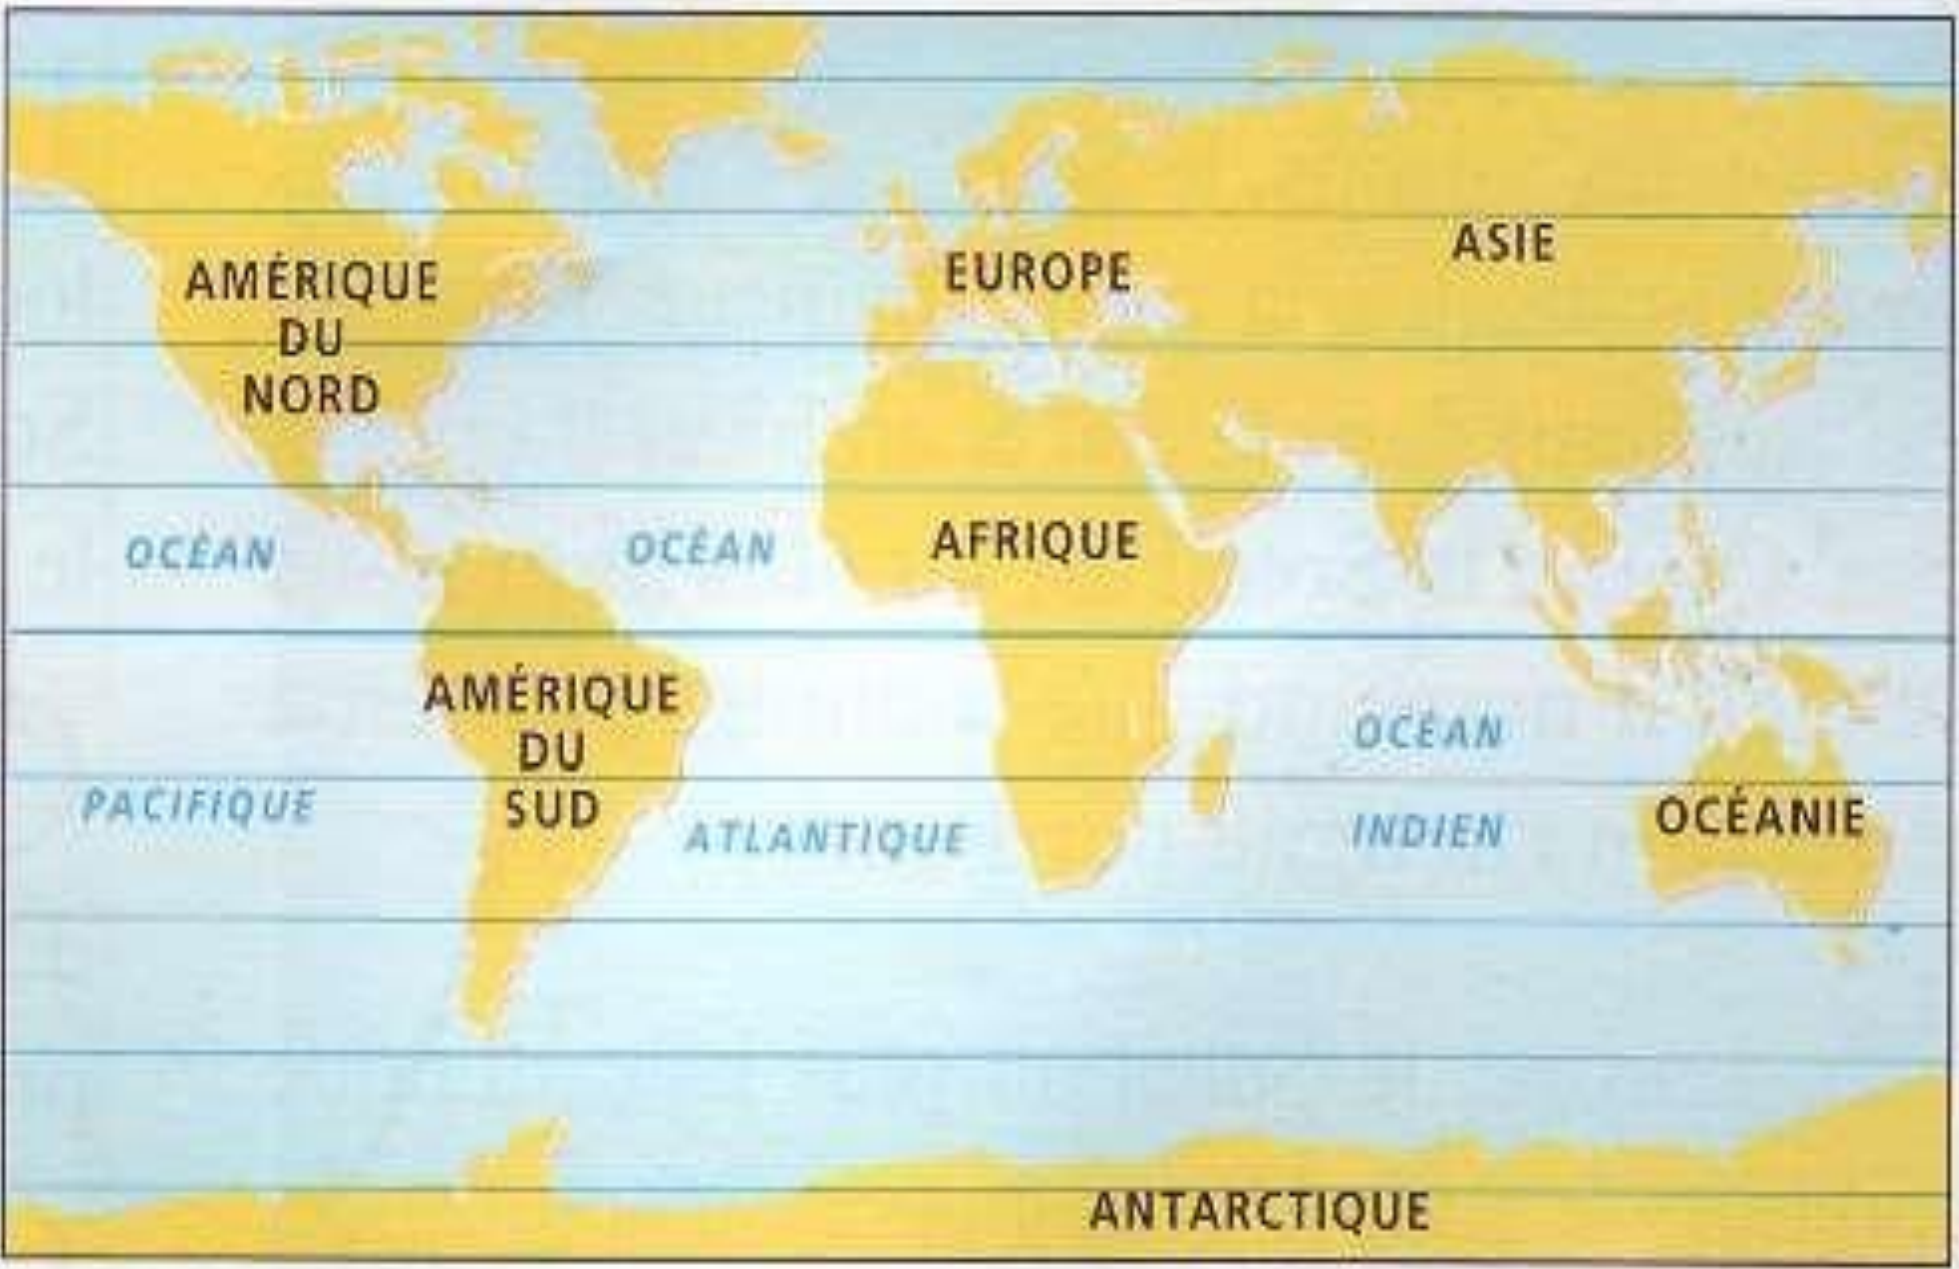 AMÉRIQUE
DU
NORD
EUROPE
ASIE
OCÉAN
PACIFIQUE
OCÉAN
ATLANTIQUE
AFRIQUE
AMÉRIQUE
DU
SUD
OCÉAN
INDIEN
OCÉANIE
ANTARCTIQUE